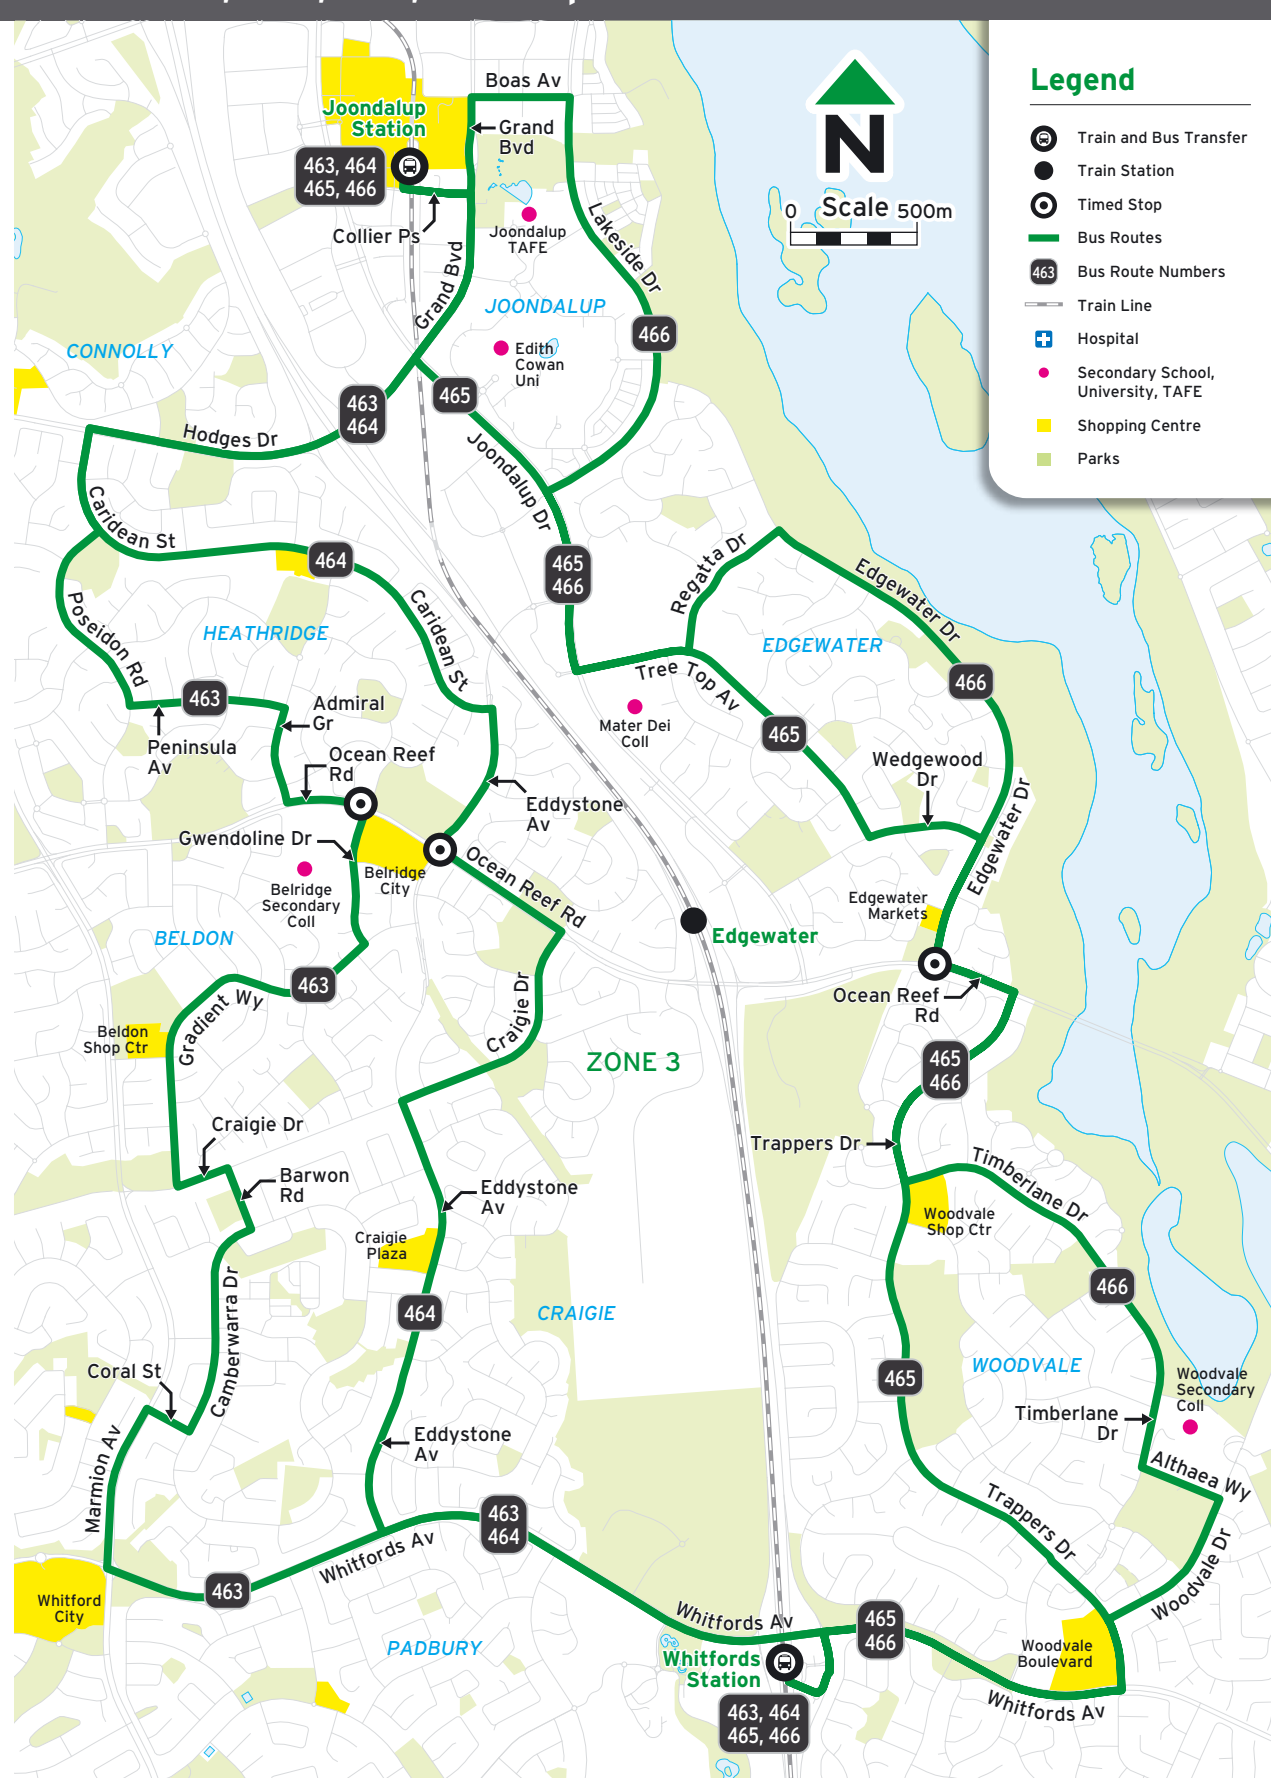 Boas Av
Joondalup
Station
Grand
Bvd
463, 464
465, 466
Collier Ps
Joondalup
TAFE
Lakeside Dr
Grand Bvd
JOONDALUP
466
CONNOLLY
Edith
Cowan
Uni
463
464
465
Hodges Dr
Joondalup Dr
Caridean St
464
465
466
Regatta Dr
Edgewater Dr
Poseidon Rd
HEATHRIDGE
Caridean St
EDGEWATER
Tree Top Av
466
463
Admiral
Gr
Mater Dei
Coll
465
Peninsula
Av
Ocean Reef
Rd
Wedgewood
Dr
Eddystone
Av
Edgewater Dr
Gwendoline Dr
Belridge
City
Ocean Reef Rd
Belridge
Secondary
Coll
Edgewater
Markets
BELDON
Edgewater
463
Gradient Wy
Craigie Dr
Ocean Reef
Rd
Beldon
Shop Ctr
ZONE 3
465
466
Craigie Dr
Trappers Dr
Timberlane Dr
Barwon
Rd
Eddystone
Av
Woodvale
Shop Ctr
Craigie
Plaza
466
464
CRAIGIE
Camberwarra Dr
Coral St
465
WOODVALE
Woodvale
Secondary
Coll
Timberlane
Dr
Marmion Av
Eddystone
Av
Althaea Wy
Trappers Dr
463
464
Whitfords Av
Woodvale Dr
463
Whitford
City
Whitfords Av
465
466
PADBURY
Whitfords
Station
Woodvale
Boulevard
Whitfords Av
463, 464
465, 466
N
0 Scale 500m
Legend
Train and Bus Transfer
Train Station
Timed Stop
Bus Routes
463 Bus Route Numbers
Train Line
Hospital
Secondary School,
University, TAFE
Shopping Centre
Parks